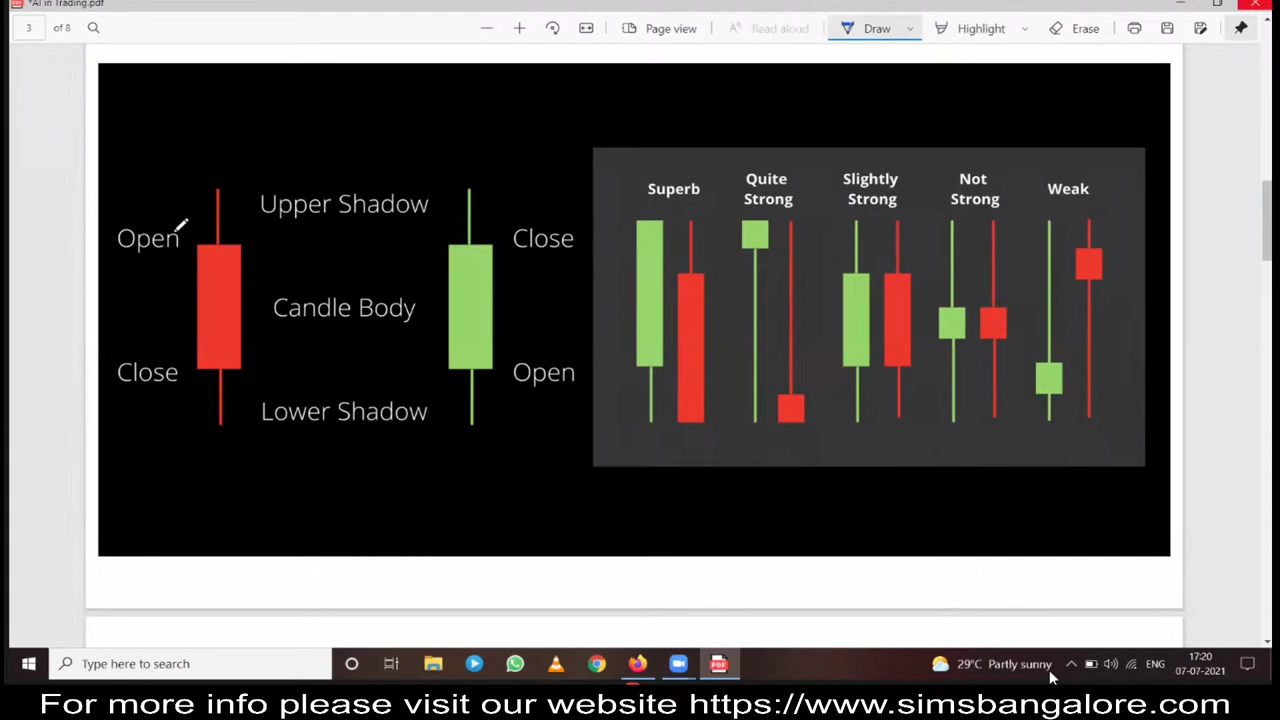 *AI in Trading.pdf
3 of 8 Page view Read aloud Draw Highlight Erase
Upper Shadow
Open
Close
Candle Body
Close
Open
Lower Shadow
Superb
Quite
Strong
Slightly
Strong
Not
Strong
Weak
Type here to search
29°C Partly sunny
ENG
17:20
07-07-2021
For more info please visit our website https://www.simsbangalore.com